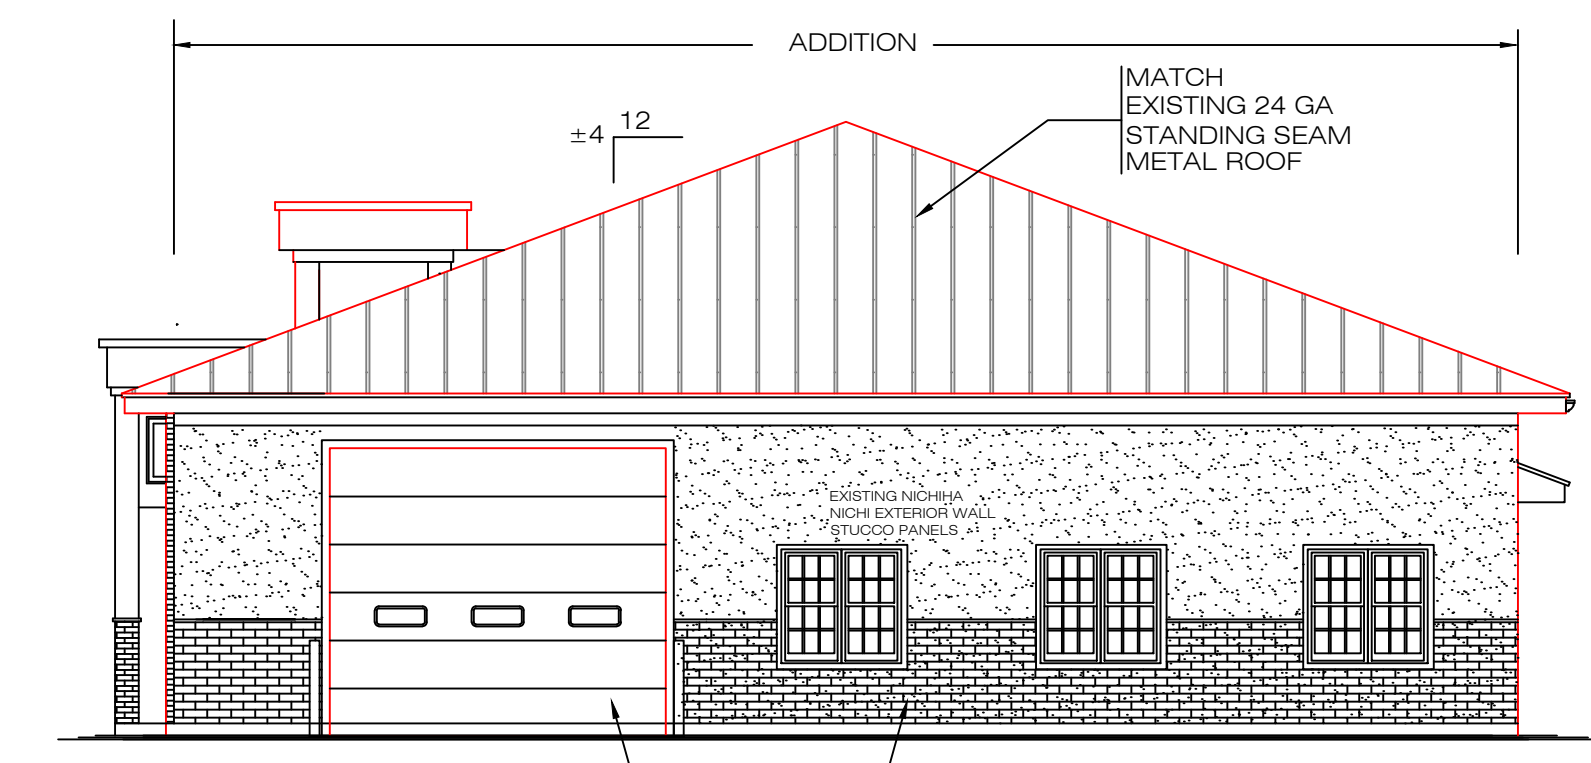 ADDITION
MATCH
EXISTING 24 GA
STANDING SEAM
METAL ROOF
12
±4
EXISTING NICHIHA
NICHI EXTERIOR WALL
STUCCO PANELS